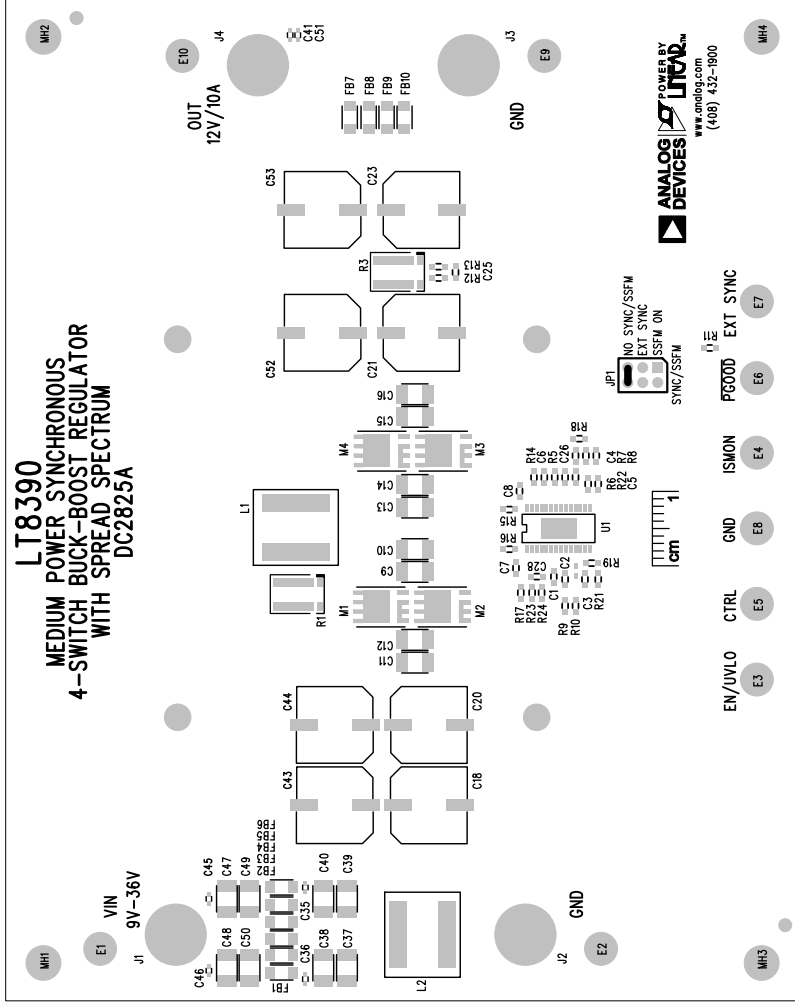 LT8390
MEDIUM POWER SYNCHRONOUS
4-SWITCH BUCK-BOOST REGULATOR
WITH SPREAD SPECTRUM
DC2825A
MH1
E1
J1
VIN
9V-36V
C46
C45
C48
C47
C50
C49
FB1
FB2
FB3
FB4
FB5
FB6
C36
C35
C38
C40
C37
C39
L2
J2
E2
GND
MH3
C43
C44
C18
C20
R1
L1
C11
C12
C9
C10
C13
C14
C15
C16
M1
M2
M4
M3
C52
C53
C21
C23
R3
R12
R13
C25
FB7
FB8
FB9
FB10
OUT
12V/10A
E10
J4
C41
C51
J3
E9
GND
MH2
MH4
C7
R16
R15
C8
R17
R23
R24
C28
C1
C2
R9
R10
C3
R21
R19
U1
R14
C6
R5
C26
R18
C4
R7
R8
R6
R22
C5
cm 1
JP1
NO SYNC/SSFM
EXT SYNC
SSFM ON
SYNC/SSFM
R11
EN/UVLO
E3
CTRL
E5
GND
E8
ISMON
E4
PGOOD
E6
EXT SYNC
E7
ANALOG
DEVICES
POWER BY
LINEAR™
www.analog.com
(408) 432-1900